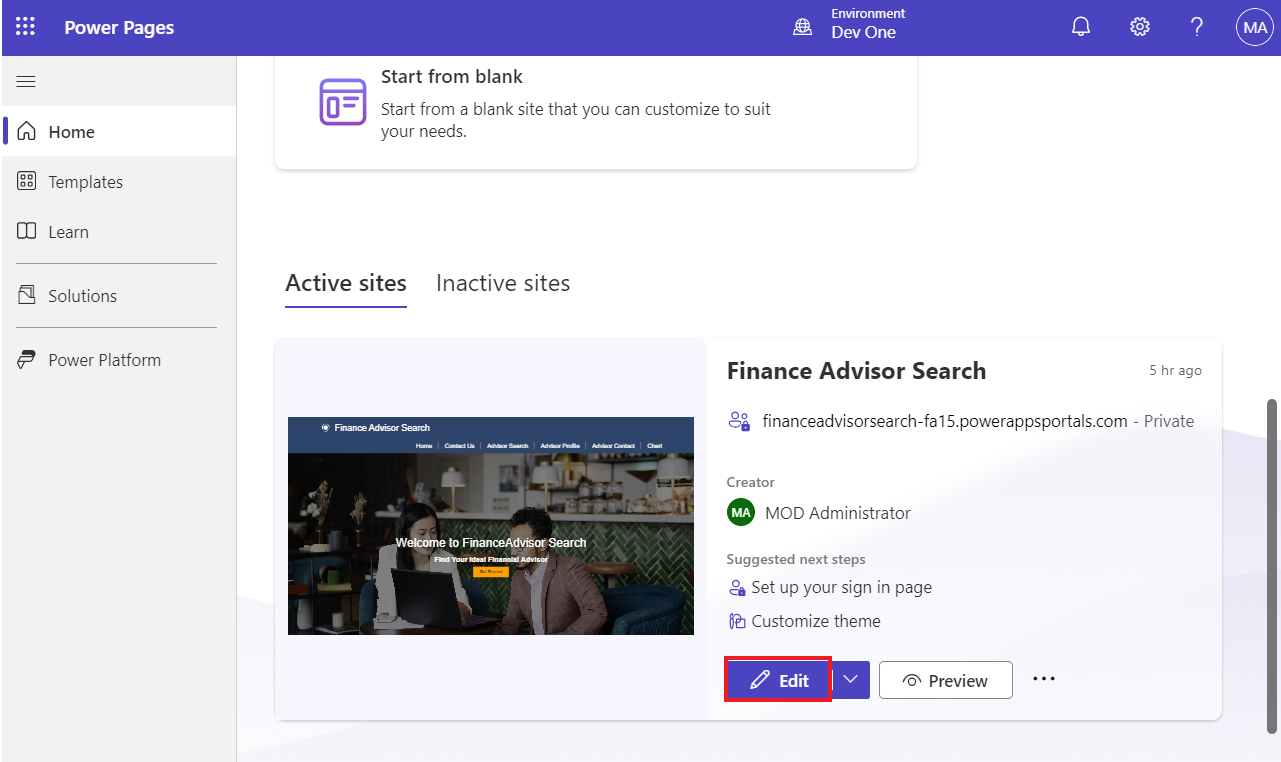 Power Pages
Environment
Dev One
MA
Home
Templates
Learn
Solutions
Power Platform
Start from blank
Start from a blank site that you can customize to suit
your needs.
Active sites
Inactive sites
Finance Advisor Search
Home
Contact Us
Advisor Search
Advisor Profile
Advisor Contact
Chart
Welcome to FinanceAdvisor Search
Find Your Ideal Financial Advisor
Get Started
Finance Advisor Search
5 hr ago
financeadvisorsearch-fa15.powerappsportals.com - Private
Creator
MA MOD Administrator
Suggested next steps
Set up your sign in page
Customize theme
Edit
Preview